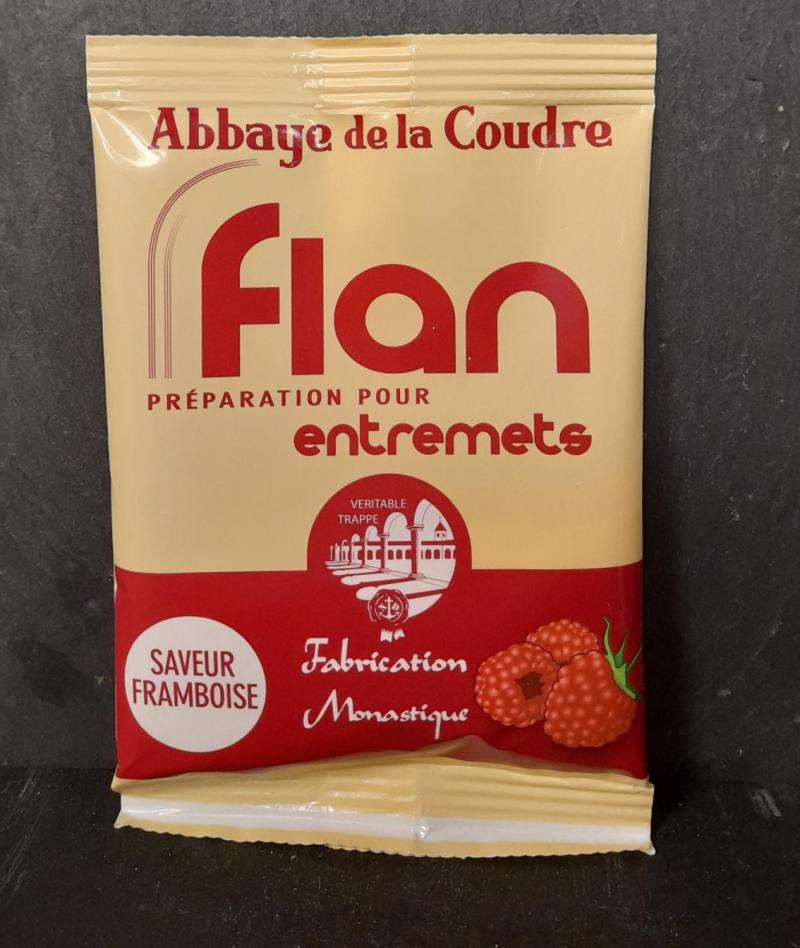 Abbaye de la Coudre
flan
PRÉPARATION POUR
entremets
VERITABLE
TRAPPE
SAVEUR
FRAMBOISE
Fabrication
Monastique